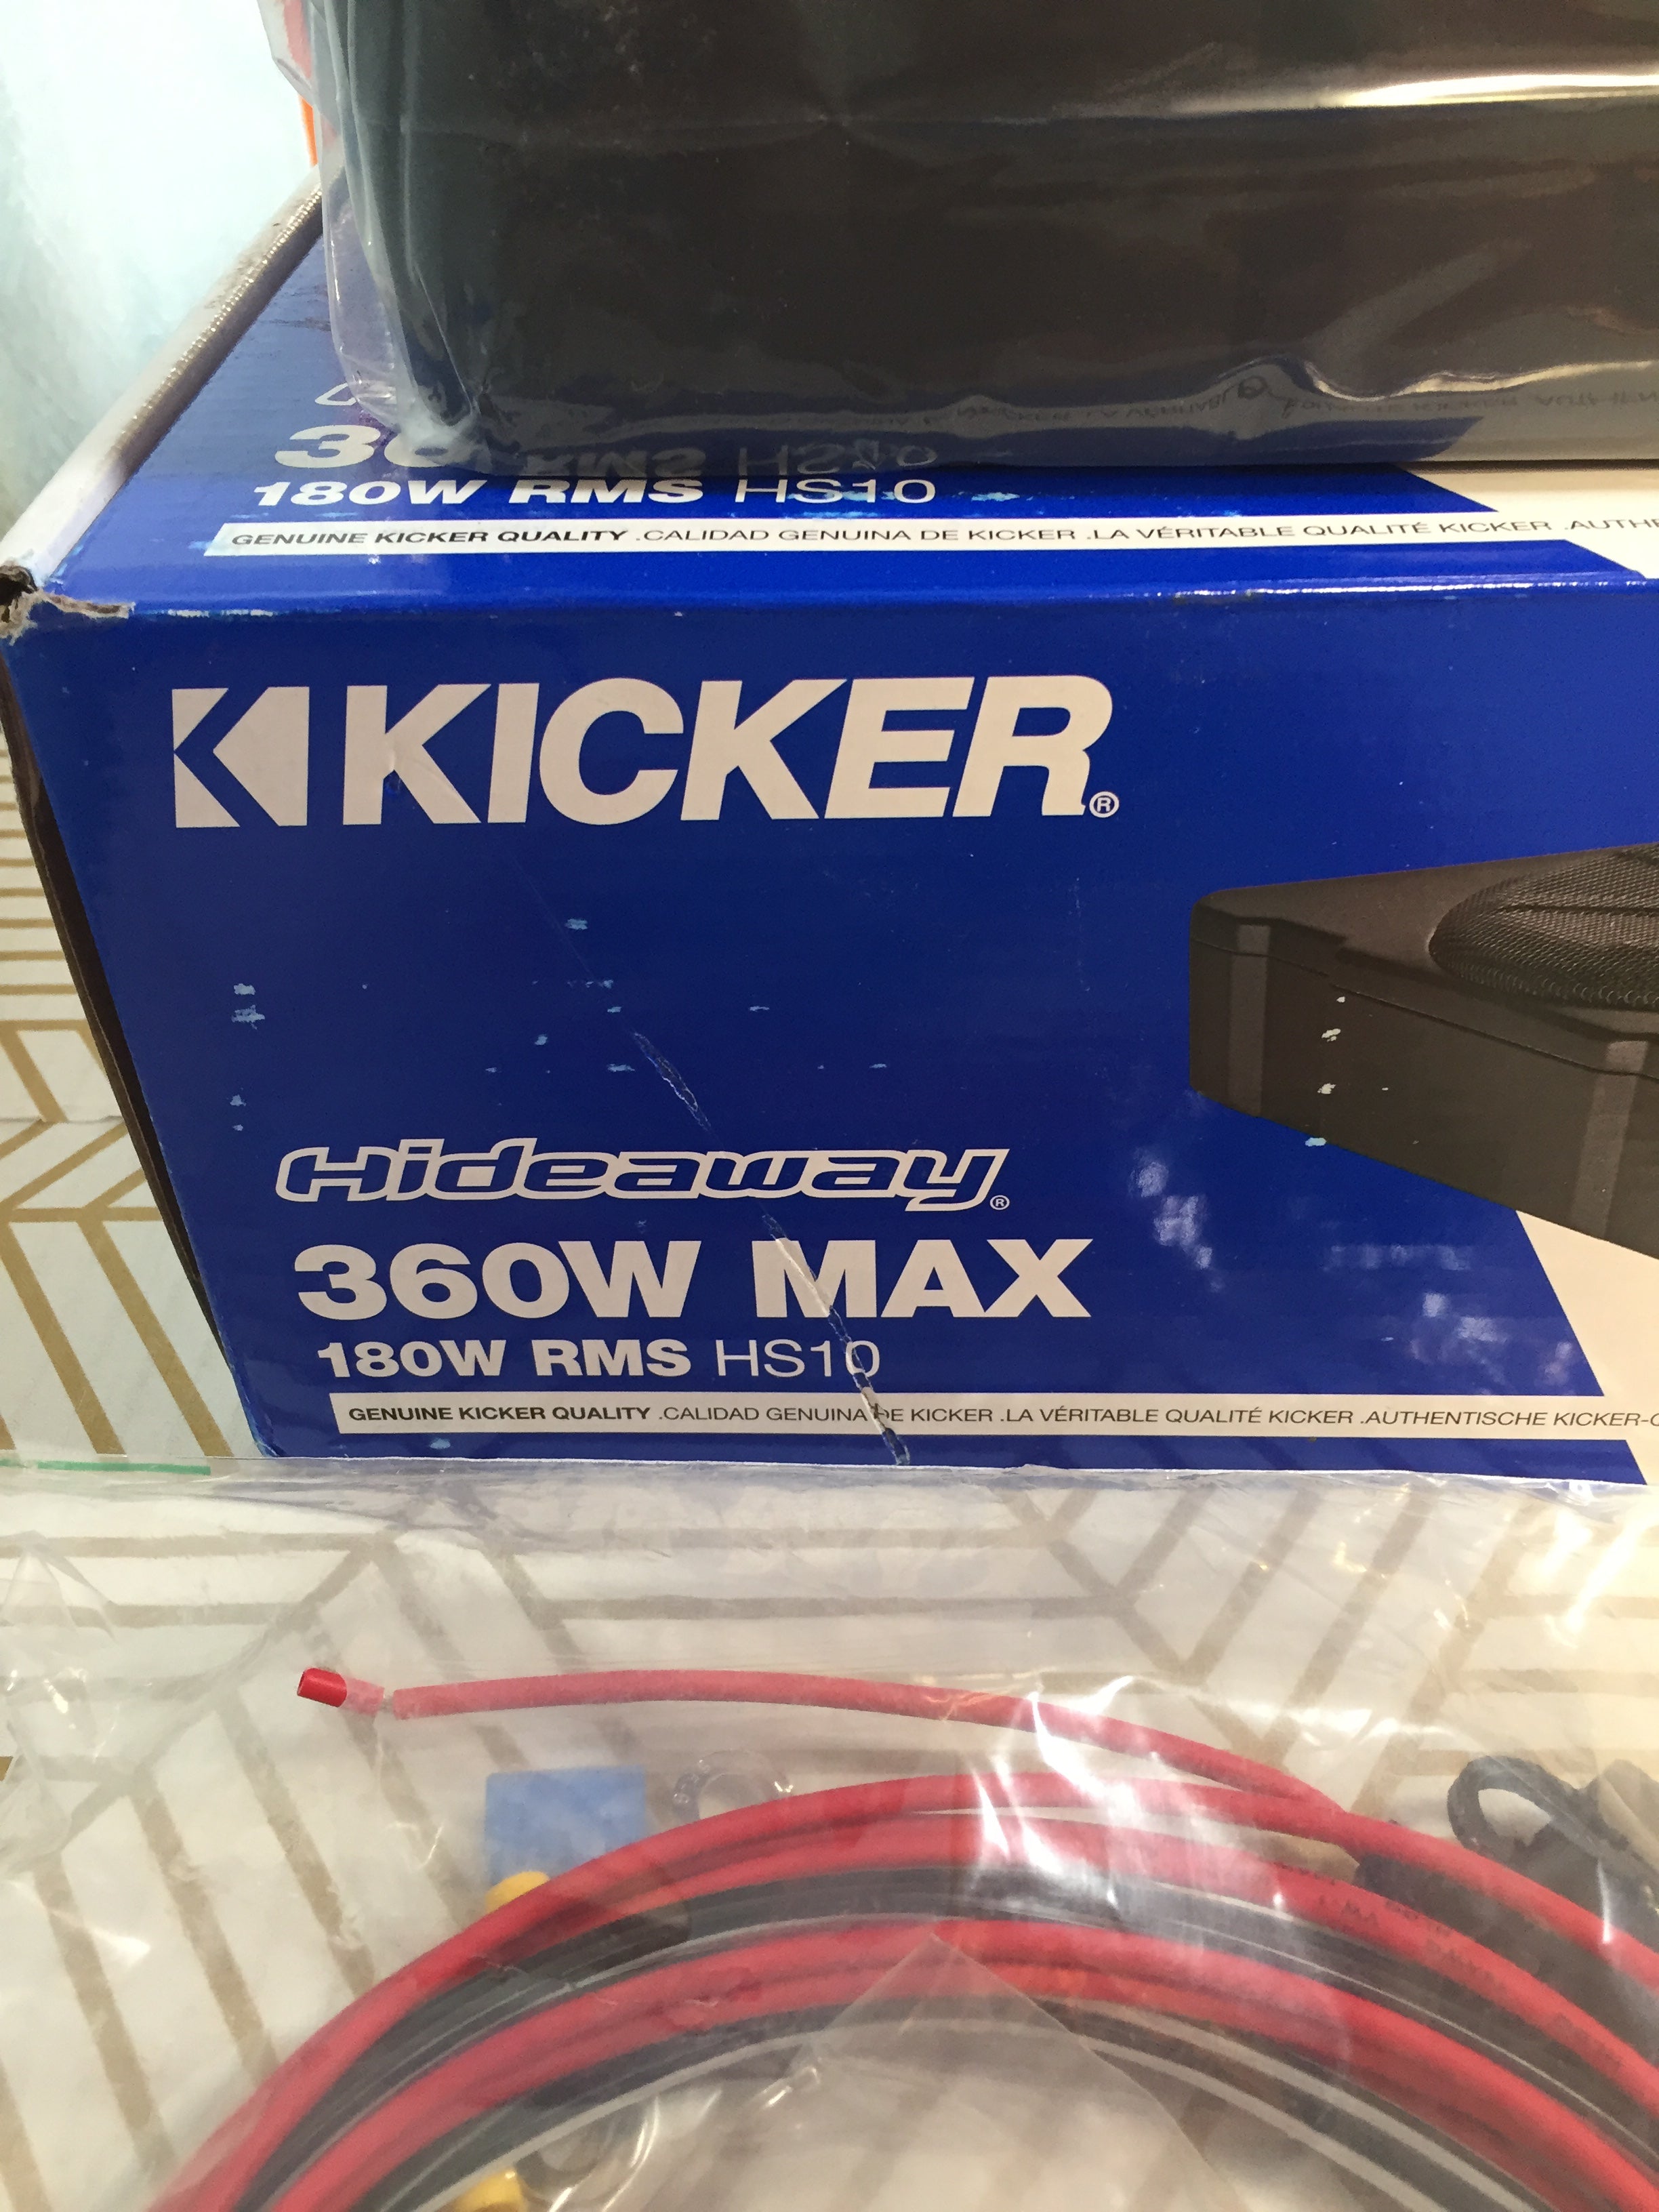 180W RMS HS10
GENUINE KICKER QUALITY .CALIDAD GENUINA DE KICKER .LA VÉRITABLE QUALITÉ KICKER .AUTHE
KICKER®
Hideaway®
360W MAX
180W RMS HS10
GENUINE KICKER QUALITY .CALIDAD GENUINA DE KICKER .LA VÉRITABLE QUALITÉ KICKER .AUTHENTISCHE KICKER-